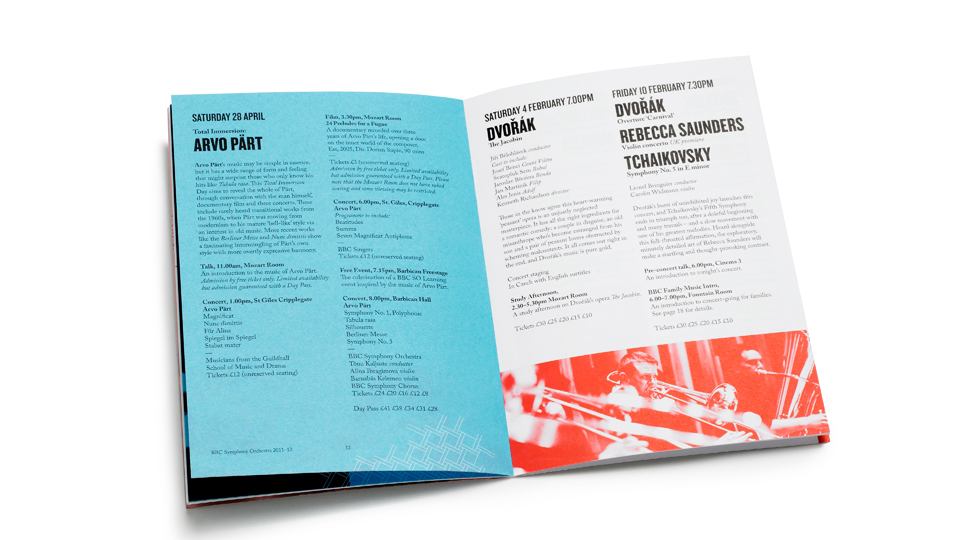 SATURDAY 28 APRIL
Total Immersion:
ARVO PÄRT
Arvo Pärt's music may be simple in essence,
but it has a wide range of form and feeling
that might surprise those who only know his
hits like Tabula rasa. This Total Immersion
Day aims to reveal the whole of Pärt,
through conversation with the man himself,
documentary film and three concerts. These
include rarely heard transitional works from
the 1960s, when Pärt was moving from
modernism to his mature 'bell-like' style via
an interest in old music. More recent works
like the Berliner Messe and Nunc dimittis show
a fascinating intermingling of Pärt's own
style with more overtly expressive harmony.
Talk, 11.00am, Mozart Room
An introduction to the music of Arvo Pärt.
Admission by free ticket only. Limited availability
but guaranteed with a Day Pass.
Concert, 1.00pm, St Giles Cripplegate
Arvo Pärt
Magnificat
Nunc dimittis
Für Alina
Spiegel im Spiegel
Stabat mater
—
Musicians from the Guildhall
School of Music and Drama
Tickets £12 (unreserved seating)
BBC Symphony Orchestra 2011–12
Film, 3.30pm, Mozart Room
24 Preludes for a Fugue
A documentary recorded over three
years of Arvo Pärt's life, opening a door
on the inner world of the composer.
Est, 2005, Dir. Dorian Supin, 90 mins
Tickets £5 (unreserved seating)
Admission by free ticket only. Limited availability
but admission guaranteed with a Day Pass. Please
note that the Mozart Room does not have raked
seating and some viewing may be restricted.
Concert, 6.00pm, St. Giles, Cripplegate
Arvo Pärt
Programme to include:
Beatitudes
Summa
Seven Magnificat Antiphons
BBC Singers
Tickets £12 (unreserved seating)
Free Event, 7.15pm, Barbican Freestage
The culmination of a BBC SO Learning
event inspired by the music of Arvo Pärt.
Concert, 8.00pm, Barbican Hall
Arvo Pärt
Symphony No. 1, Polyphonic
Tabula rasa
Silhouette
Berliner Messe
Symphony No. 3
—
BBC Symphony Orchestra
Tõnu Kaljuste conductor
Alina Ibragimova violin
Barnabás Kelemen violin
BBC Symphony Chorus
Tickets £24 £20 £16 £12 £8
Day Pass £41 £38 £34 £31 £28
12
SATURDAY 4 FEBRUARY 7.00PM
DVOŘÁK
The Jacobin
Jiří Bělohlávek conductor
Cast to include:
Josef Benci Count Vilém
Svatopluk Sem Bohuš
Jaroslav Březina Benda
Jan Martiník Filip
Aleš Jenis Adolf
Kenneth Richardson director
Those in the know agree this heart-warming
'pastoral' opera is an unfairly neglected
masterpiece. It has all the right ingredients for
a romantic comedy: a couple in disguise, an old
misanthrope who's become estranged from his
son and a pair of peasant lovers obstructed by
scheming malcontents. It all comes out right in
the end, and Dvořák's music is pure gold.
Concert staging
In Czech with English surtitles
Study Afternoon,
2.30–5.30pm Mozart Room
A study afternoon on Dvořák's opera The Jacobin.
Tickets £30 £25 £20 £15 £10
FRIDAY 10 FEBRUARY 7.30PM
DVOŘÁK
Overture 'Carnival'
REBECCA SAUNDERS
Violin concerto UK premiere
TCHAIKOVSKY
Symphony No. 5 in E minor
Lionel Bringuier conductor
Carolin Widmann violin
Dvořák's burst of uninhibited joy launches this
concert, and Tchaikovsky's Fifth Symphony
ends in triumph too, after a doleful beginning
and many travails – and a slow movement with
one of his greatest melodies. Heard alongside
this full-throated affirmation, the exploratory,
minutely detailed art of Rebecca Saunders will
make a startling and thought-provoking contrast.
Pre-concert talk, 6.00pm, Cinema 3
An introduction to tonight's concert.
BBC Family Music Intro,
6.00–7.00pm, Fountain Room
An introduction to concert-going for families.
See page 18 for details.
Tickets £30 £25 £20 £15 £10